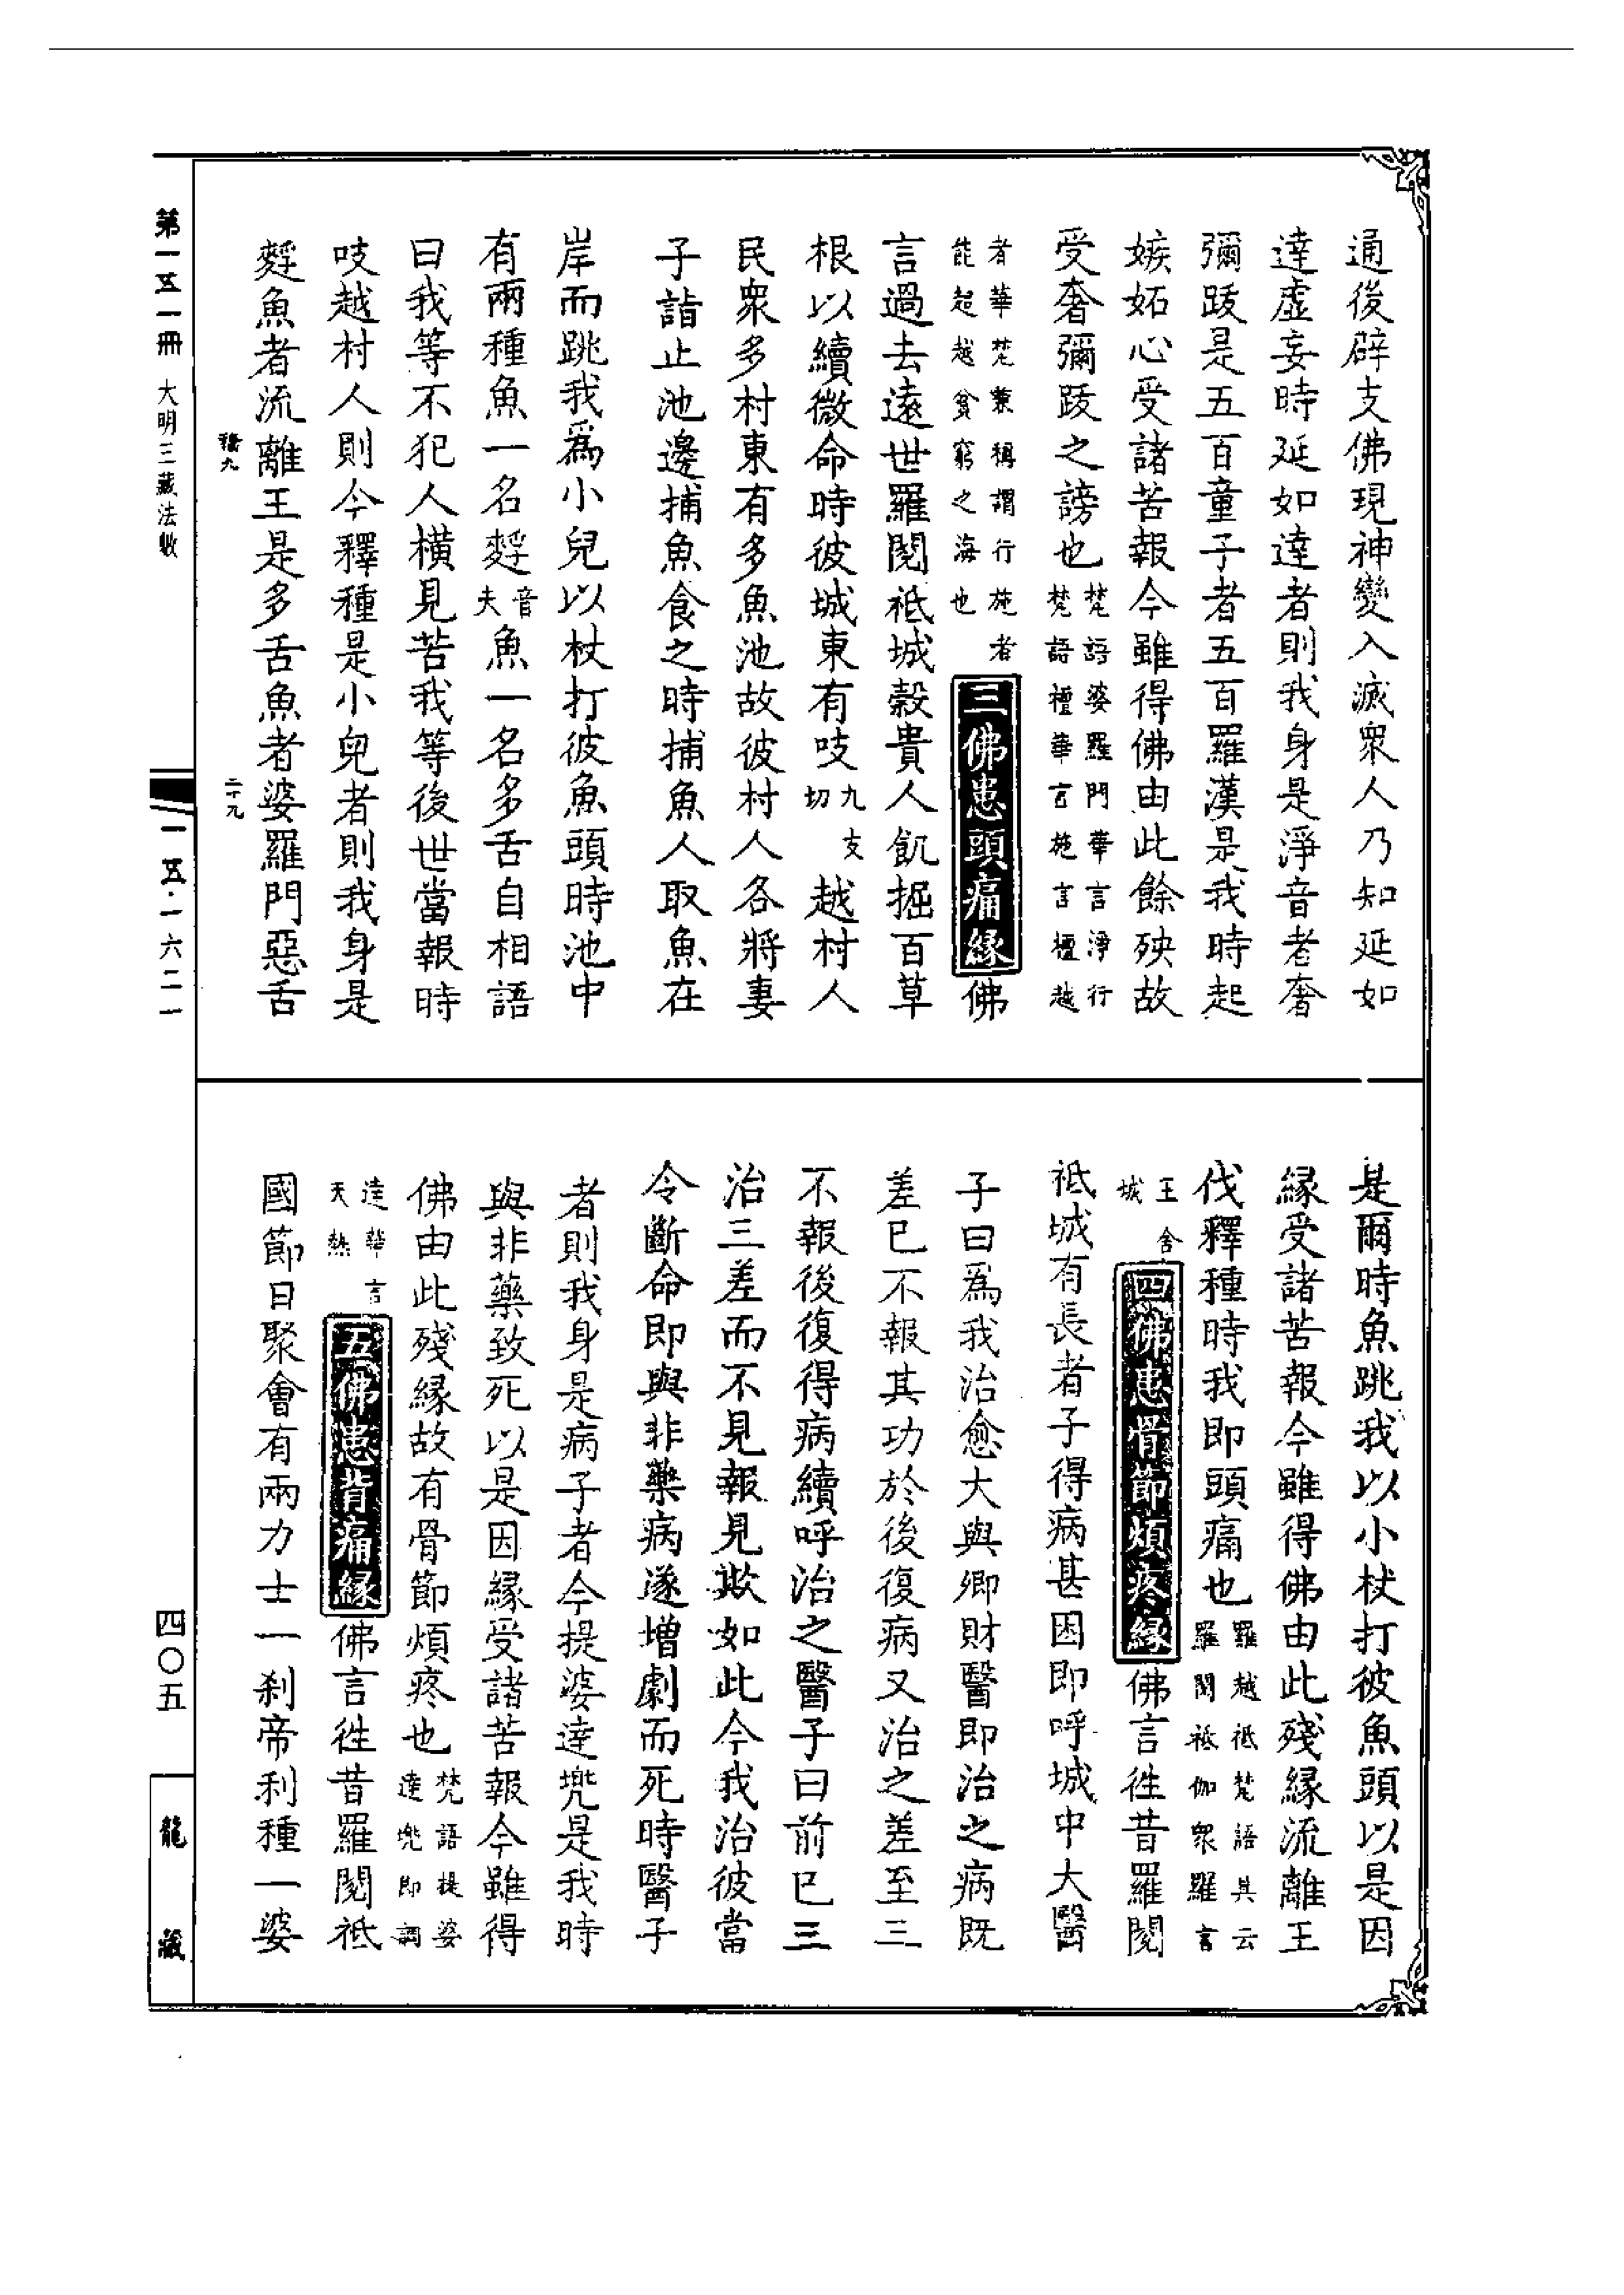 通後辟支佛現神變入滅衆人乃知延如
達虛妄時延如達者則我身是淨音者奢
彌跋是五百童子者五百羅漢是我時起
嫉妬心受諸苦報今雖得佛由此餘殃故
受奢彌跋之謗也梵語婆羅門華言淨行梵語檀華言施言檀越
者華梵兼稱謂行施者能起越貧窮之海也三佛患頭痛緣佛
言過去遠世羅閱祇城穀貴人飢掘百草
根以續微命時彼城東有吱九支切越村人
民衆多村東有多魚池故彼村人各將妻
子詣止池邊捕魚食之時捕魚人取魚在
岸而跳我爲小兒以杖打彼魚頭時池中
有兩種魚一名䴸音夫魚一名多舌自相語
曰我等不犯人橫見苦我等後世當報時
吱越村人則今釋種是小兒者則我身是
䴸魚者流離王是多舌魚者婆羅門惡舌
是爾時魚跳我以小杖打彼魚頭以是因
緣受諸苦報今雖得佛由此殘緣流離王
伐釋種時我即頭痛也羅越祇梵語具云羅閱祇伽衆羅言
王舍城四佛患骨節煩疼緣佛言徃昔羅閱
祇城有長者子得病甚困即呼城中大醫
子曰爲我治愈大與卿財醫即治之病既
差已不報其功於後復病又治之差至三
不報後復得病續呼治之醫子曰前已三
治三差而不見報見欺如此今我治彼當
令斷命即與非藥病遂增劇而死時醫子
者則我身是病子者今提婆達兜是我時
與非藥致死以是因緣受諸苦報今雖得
佛由此殘緣故有骨節煩疼也梵語提婆達兜即調
達華言天熱五佛患背痛緣佛言徃昔羅閱祇
國節日聚會有兩力士一刹帝利種一婆
第一五一冊 大明三藏法數
二十九
一五·一六二一
四〇五
龍藏